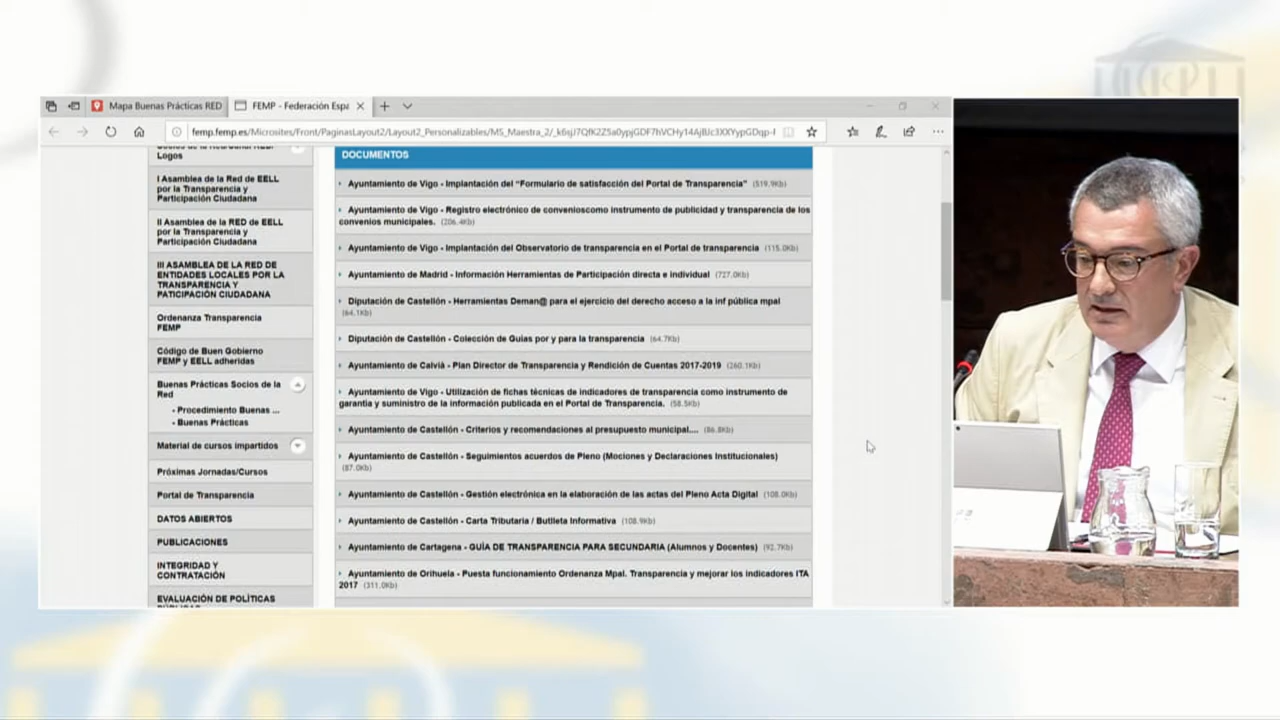 Mapa Buenas Prácticas RED
FEMP - Federación Espa
femp.femp.es/Microsites/Front/PaginasLayout2/Layout2_Personalizables/MS_Maestra_2/
Logos
I Asamblea de la Red de EELL
por la Transparencia y
Participación Ciudadana
II Asamblea de la RED de EELL
por la Transparencia y
Participación Ciudadana
III ASAMBLEA DE LA RED DE
ENTIDADES LOCALES POR LA
TRANSPARENCIA Y
PATICIPACIÓN CIUDADANA
Ordenanza Transparencia
FEMP
Código de Buen Gobierno
FEMP y EELL adheridas
Buenas Prácticas Socios de la
Red
- Procedimiento Buenas ...
- Buenas Prácticas
Material de cursos impartidos
Próximas Jornadas/Cursos
Portal de Transparencia
DATOS ABIERTOS
PUBLICACIONES
INTEGRIDAD Y
CONTRATACIÓN
EVALUACIÓN DE POLÍTICAS
DOCUMENTOS
Ayuntamiento de Vigo - Implantación del "Formulario de satisfacción del Portal de Transparencia" (519.9Kb)
Ayuntamiento de Vigo - Registro electrónico de convenioscomo instrumento de publicidad y transparencia de los
convenios municipales. (206.4Kb)
Ayuntamiento de Vigo - Implantación del Observatorio de transparencia en el Portal de transparencia (115.0Kb)
Ayuntamiento de Madrid - Información Herramientas de Participación directa e individual (727.0Kb)
Diputación de Castellón - Herramientas Deman@ para el ejercicio del derecho acceso a la inf pública mpal
(64.1Kb)
Diputación de Castellón - Colección de Guias por y para la transparencia (64.7Kb)
Ayuntamiento de Calvià - Plan Director de Transparencia y Rendición de Cuentas 2017-2019 (260.1Kb)
Ayuntamiento de Vigo - Utilización de fichas técnicas de indicadores de transparencia como instrumento de
garantia y suministro de la información publicada en el Portal de Transparencia. (58.5Kb)
Ayuntamiento de Castellón - Criterios y recomendaciones al presupuesto municipal.... (86.8Kb)
Ayuntamiento de Castellón - Seguimientos acuerdos de Pleno (Mociones y Declaraciones Institucionales)
(87.0Kb)
Ayuntamiento de Castellón - Gestión electrónica en la elaboración de las actas del Pleno Acta Digital (108.0Kb)
Ayuntamiento de Castellón - Carta Tributaria / Butlleta Informativa (108.9Kb)
Ayuntamiento de Cartagena - GUÍA DE TRANSPARENCIA PARA SECUNDARIA (Alumnos y Docentes) (92.7Kb)
Ayuntamiento de Orihuela - Puesta funcionamiento Ordenanza Mpal. Transparencia y mejorar los indicadores ITA
2017 (311.0Kb)